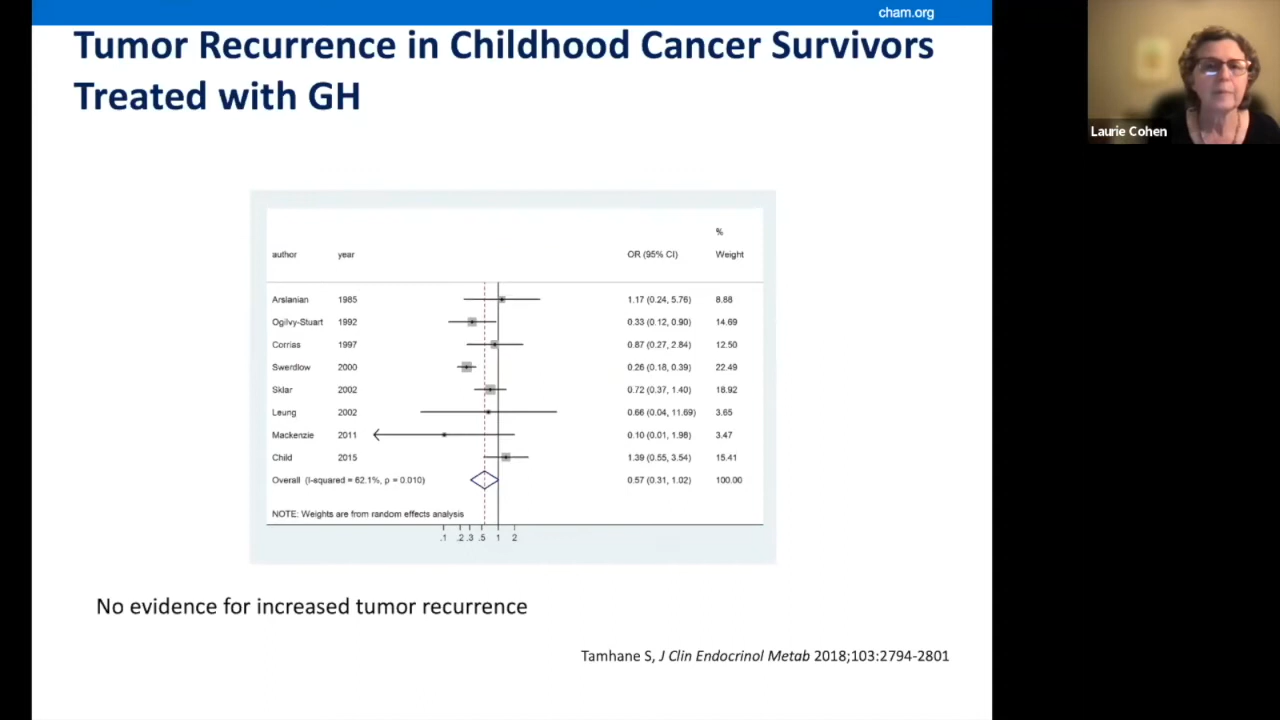 cham.org
Tumor Recurrence in Childhood Cancer Survivors
Treated with GH
Laurie Cohen
%
author year OR (95% CI) Weight
Arslanian 1985 1.17 (0.24, 5.76) 8.88
Ogilvy-Stuart 1992 0.33 (0.12, 0.90) 14.69
Corrias 1997 0.87 (0.27, 2.84) 12.50
Swerdlow 2000 0.26 (0.18, 0.39) 22.49
Sklar 2002 0.72 (0.37, 1.40) 18.92
Leung 2002 0.66 (0.04, 11.69) 3.65
Mackenzie 2011 0.10 (0.01, 1.98) 3.47
Child 2015 1.39 (0.55, 3.54) 15.41
Overall (I-squared = 62.1%, p = 0.010) 0.57 (0.31, 1.02) 100.00
NOTE: Weights are from random effects analysis
.1 .2 .3 .5 1 2
No evidence for increased tumor recurrence
Tamhane S, J Clin Endocrinol Metab 2018;103:2794-2801